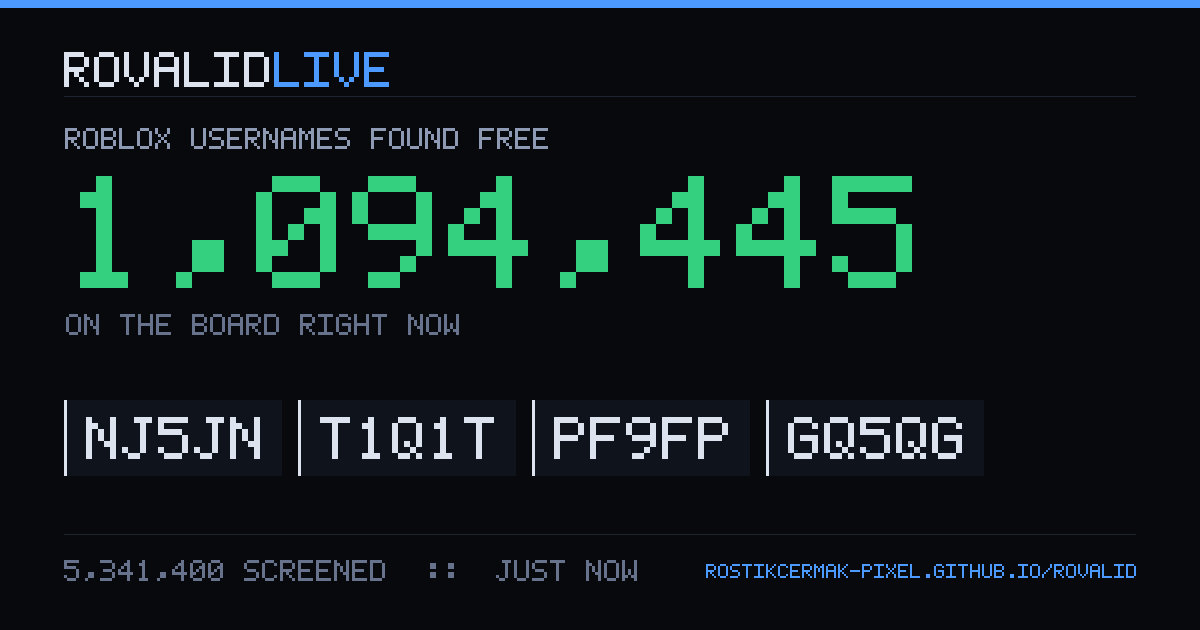 ROVALIDLIVE
ROBLOX USERNAMES FOUND FREE
1,094,445
ON THE BOARD RIGHT NOW
NJ5JN T1Q1T PF9FP GQ5QG
5,341,400 SCREENED :: JUST NOW ROSTIKCERMAK-PIXEL.GITHUB.IO/ROVALID